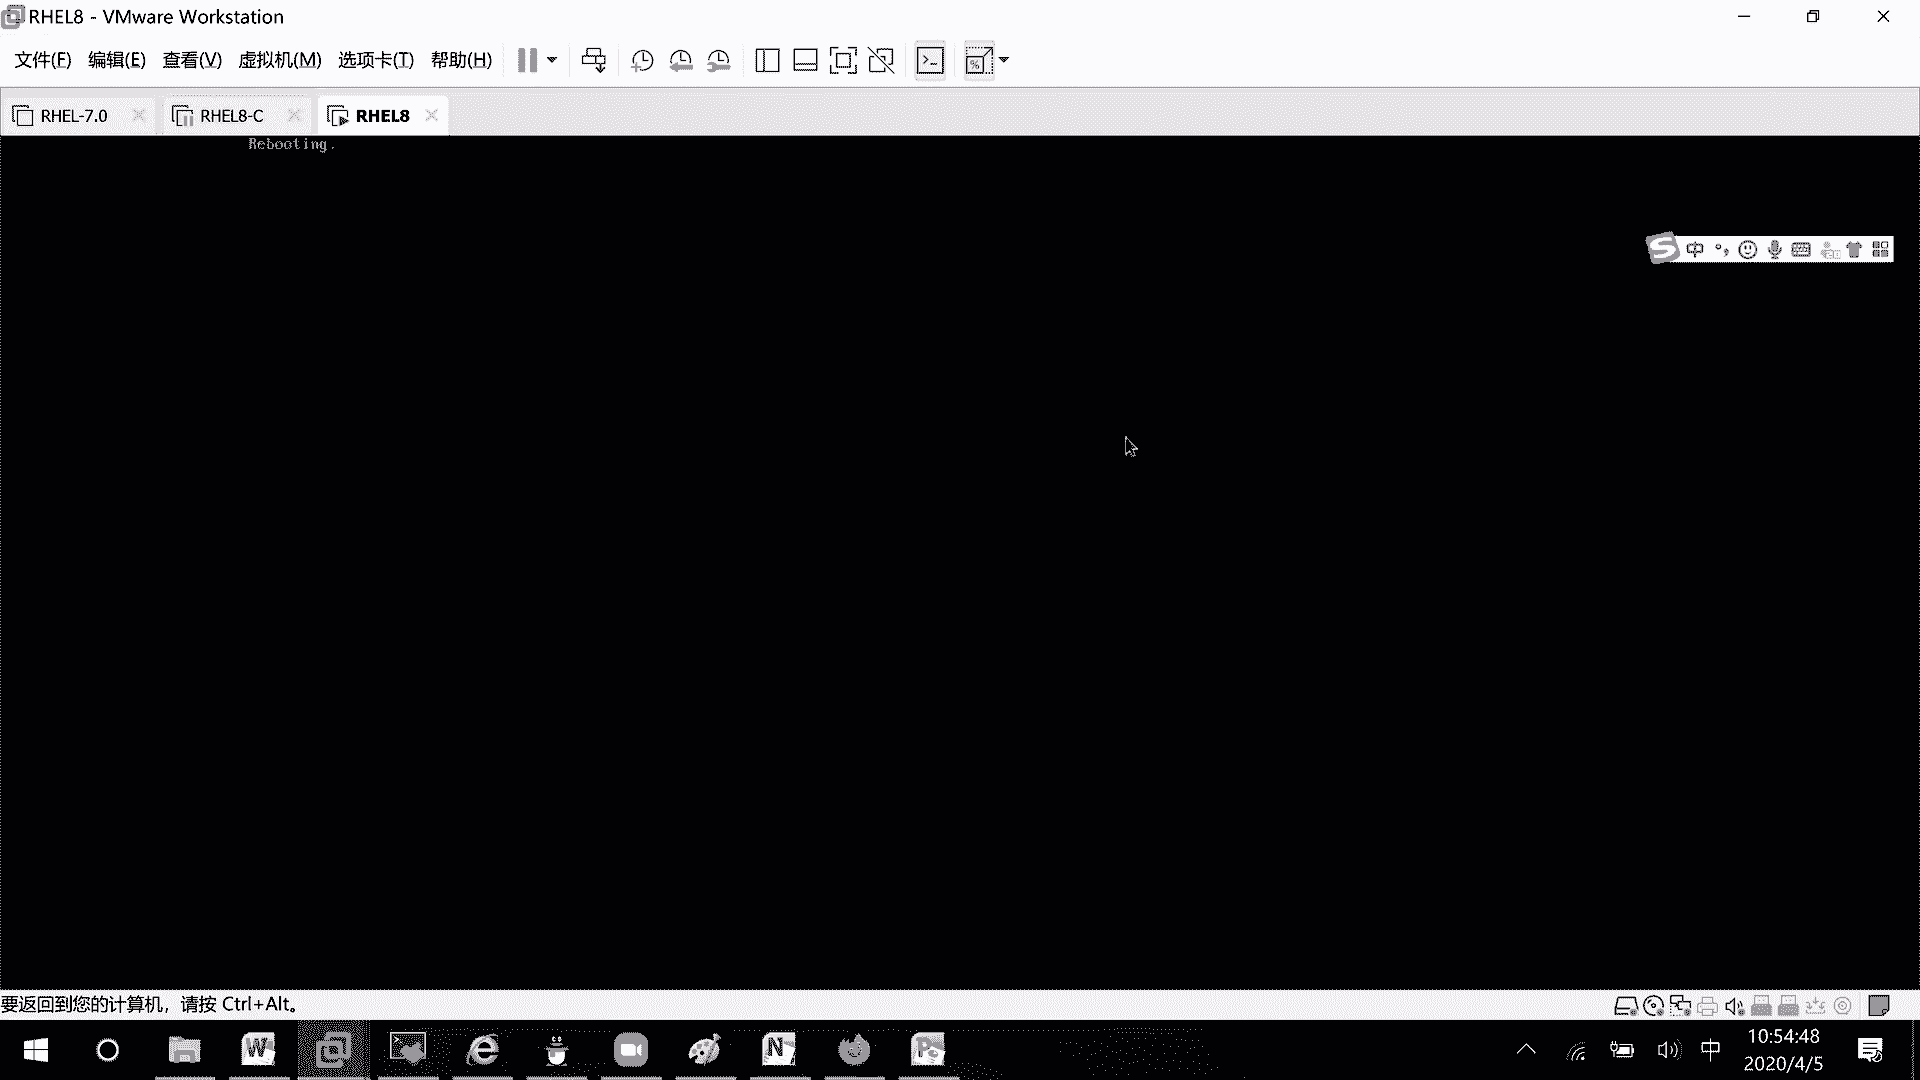 RHEL8 - VMware Workstation
文件(F) 编辑(E) 查看(V) 虚拟机(M) 选项卡(T) 帮助(H)
RHEL-7.0 RHEL8-C RHEL8
Rebooting.
中
要返回到您的计算机，请按 Ctrl+Alt。
中 10:54:48
2020/4/5